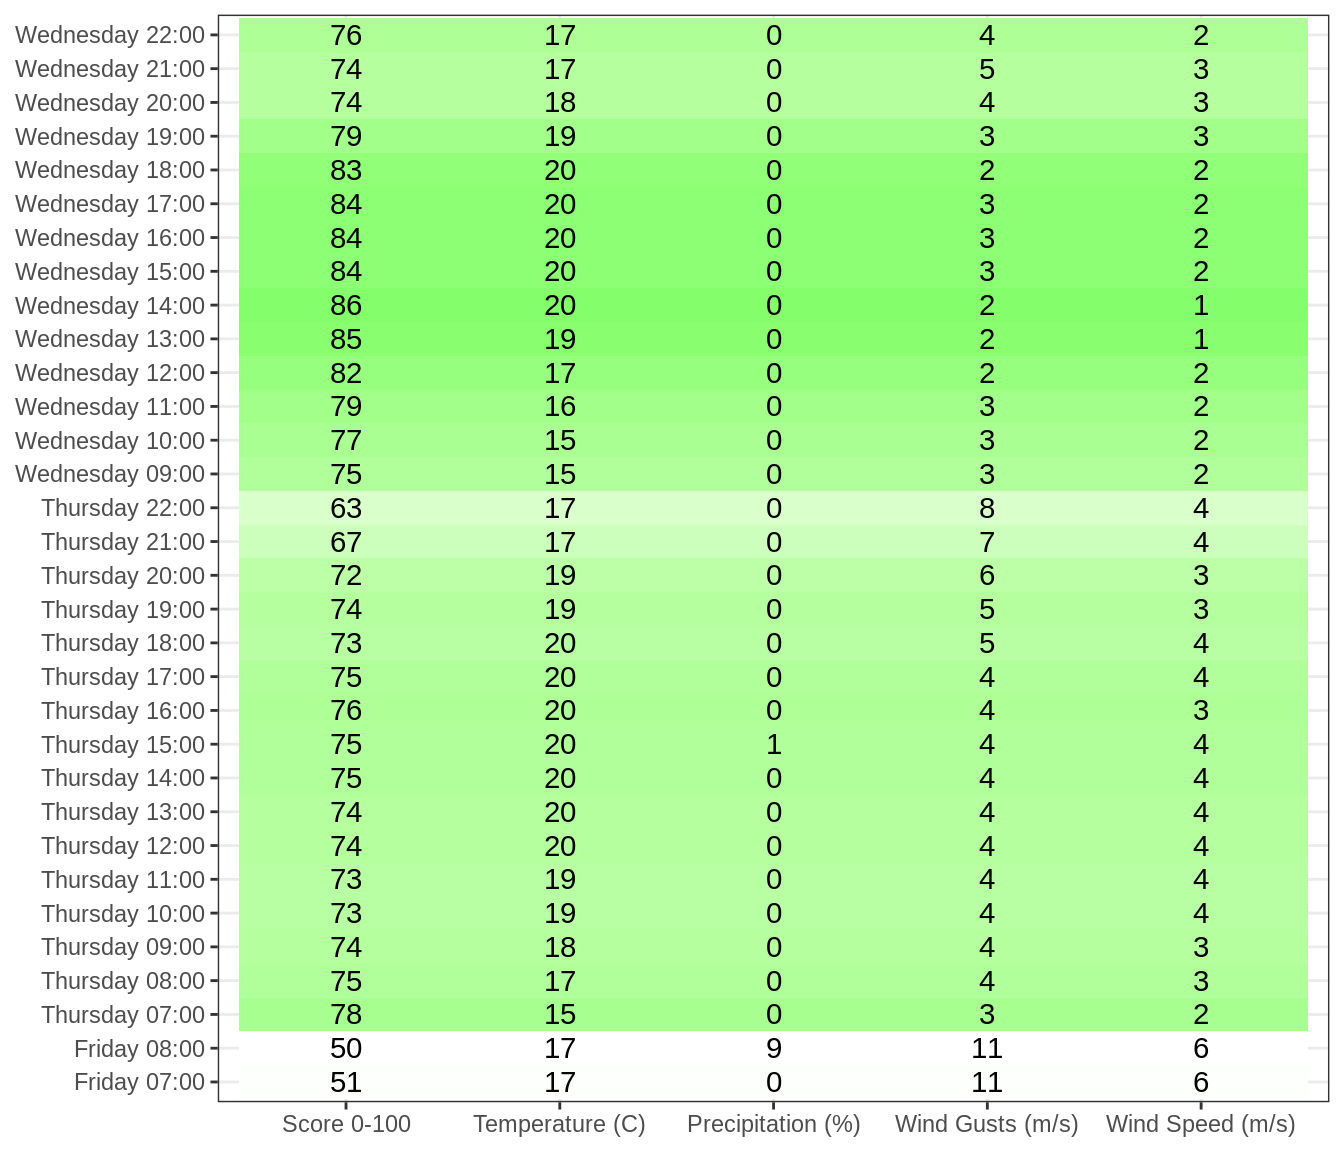 Wednesday 22:00 76 17 0 4 2
Wednesday 21:00 74 17 0 5 3
Wednesday 20:00 74 18 0 4 3
Wednesday 19:00 79 19 0 3 3
Wednesday 18:00 83 20 0 2 2
Wednesday 17:00 84 20 0 3 2
Wednesday 16:00 84 20 0 3 2
Wednesday 15:00 84 20 0 3 2
Wednesday 14:00 86 20 0 2 1
Wednesday 13:00 85 19 0 2 1
Wednesday 12:00 82 17 0 2 2
Wednesday 11:00 79 16 0 3 2
Wednesday 10:00 77 15 0 3 2
Wednesday 09:00 75 15 0 3 2
Thursday 22:00 63 17 0 8 4
Thursday 21:00 67 17 0 7 4
Thursday 20:00 72 19 0 6 3
Thursday 19:00 74 19 0 5 3
Thursday 18:00 73 20 0 5 4
Thursday 17:00 75 20 0 4 4
Thursday 16:00 76 20 0 4 3
Thursday 15:00 75 20 1 4 4
Thursday 14:00 75 20 0 4 4
Thursday 13:00 74 20 0 4 4
Thursday 12:00 74 20 0 4 4
Thursday 11:00 73 19 0 4 4
Thursday 10:00 73 19 0 4 4
Thursday 09:00 74 18 0 4 3
Thursday 08:00 75 17 0 4 3
Thursday 07:00 78 15 0 3 2
Friday 08:00 50 17 9 11 6
Friday 07:00 51 17 0 11 6
Score 0-100 Temperature (C) Precipitation (%) Wind Gusts (m/s) Wind Speed (m/s)